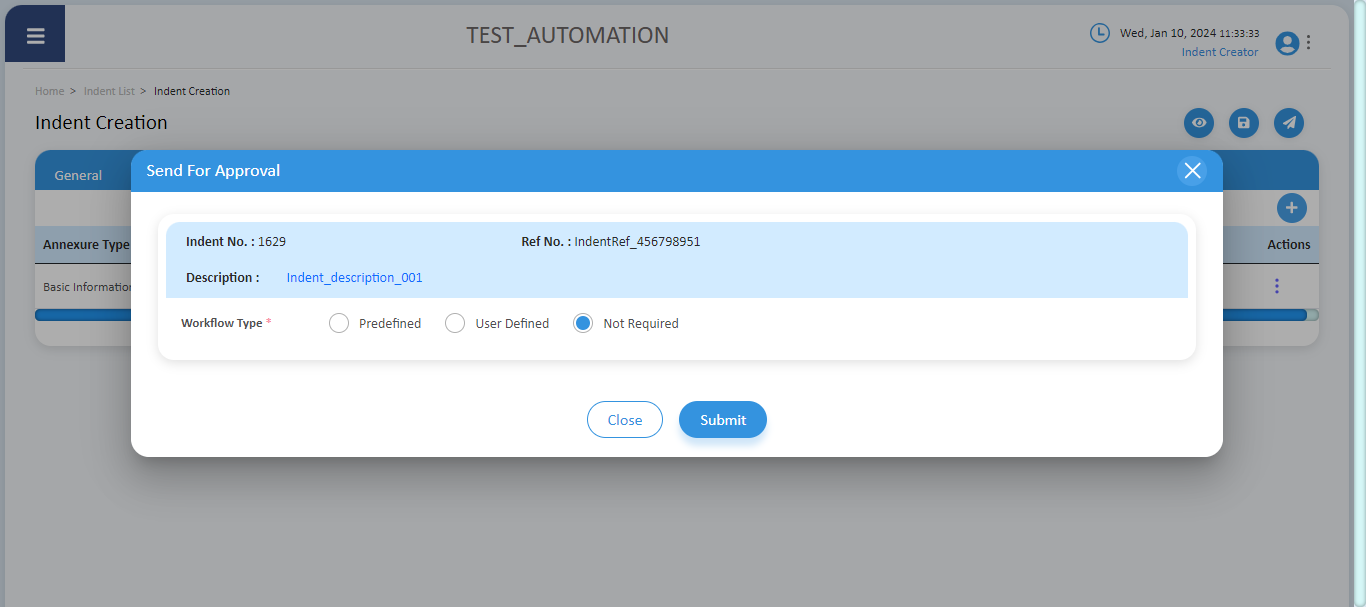 TEST_AUTOMATION
Wed, Jan 10, 2024 11:33:33
Indent Creator
Home > Indent List > Indent Creation
Indent Creation
General
Send For Approval
Indent No. : 1629 Ref No. : IndentRef_456798951
Description : Indent_description_001
Annexure Type Actions
Basic Information
Workflow Type * Predefined User Defined Not Required
Close Submit